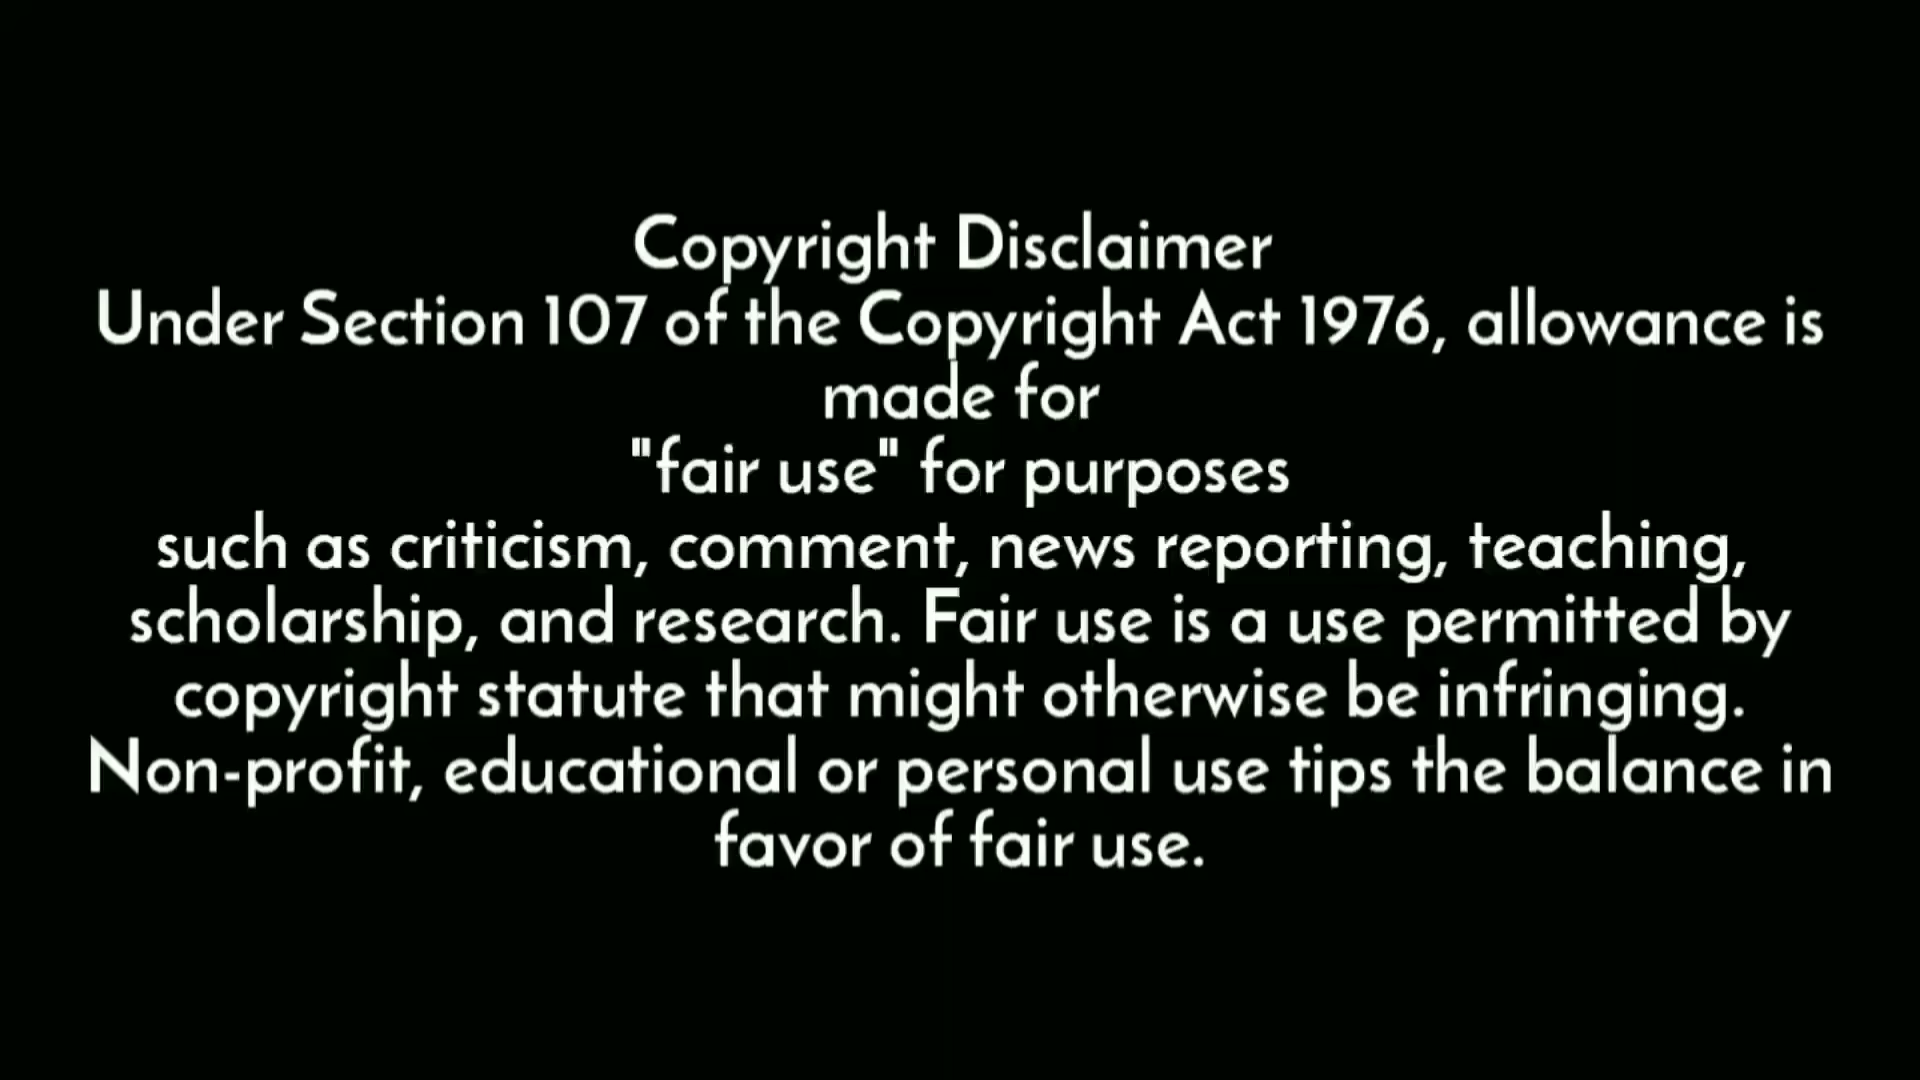 Copyright Disclaimer
Under Section 107 of the Copyright Act 1976, allowance is
made for
"fair use" for purposes
such as criticism, comment, news reporting, teaching,
scholarship, and research. Fair use is a use permitted by
copyright statute that might otherwise be infringing.
Non-profit, educational or personal use tips the balance in
favor of fair use.